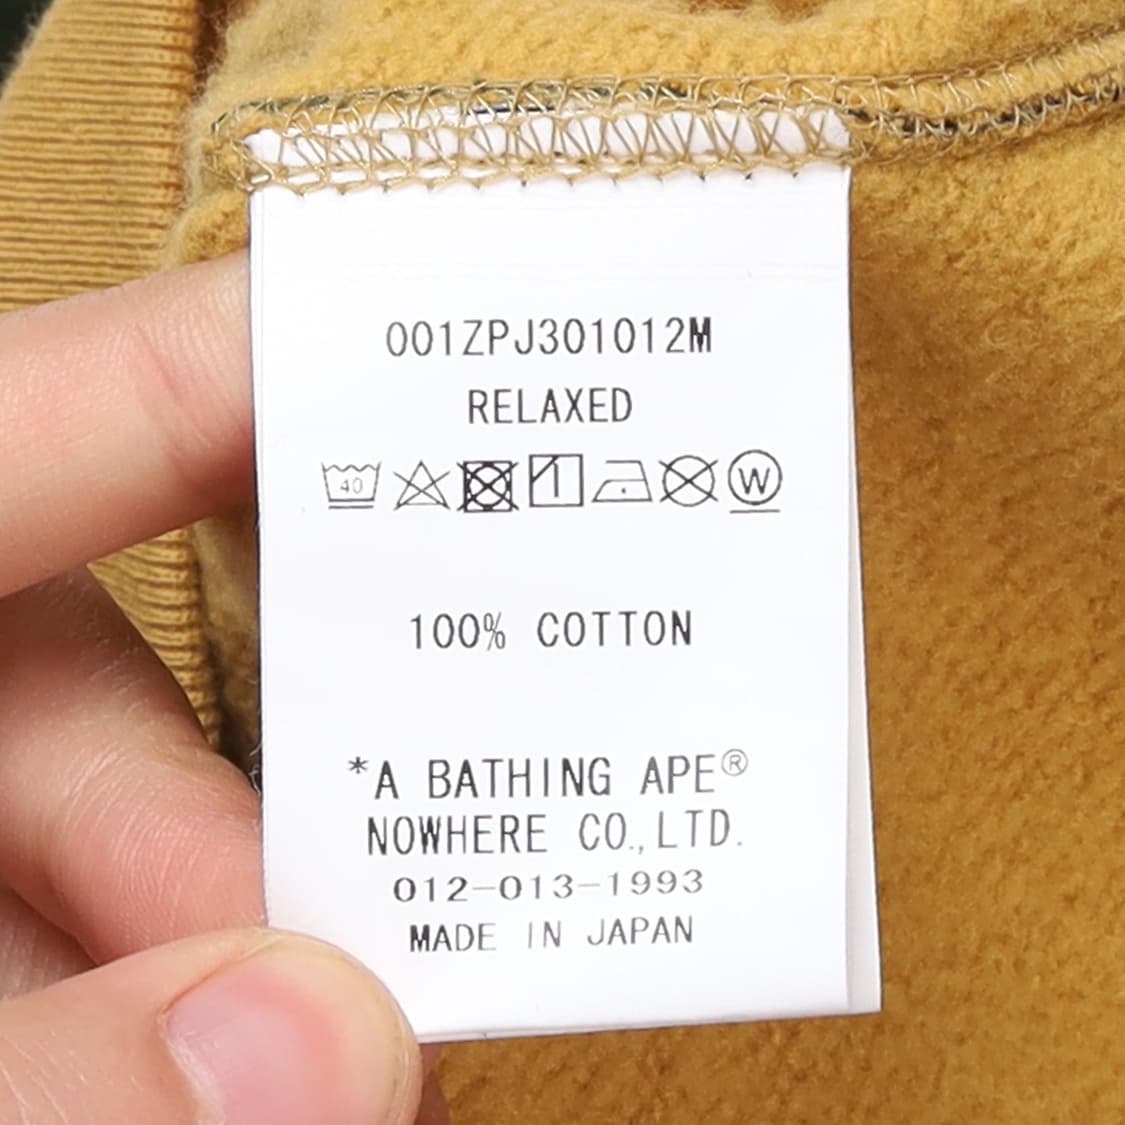 001ZPJ301012M
RELAXED
40 W
100% COTTON
*A BATHING APE®
NOWHERE CO.,LTD.
012-013-1993
MADE IN JAPAN